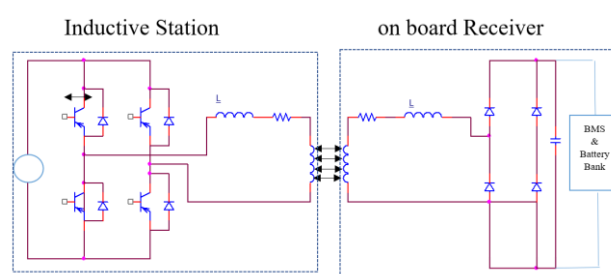 Inductive Station
on board Receiver
L
L
BMS
&
Battery
Bank